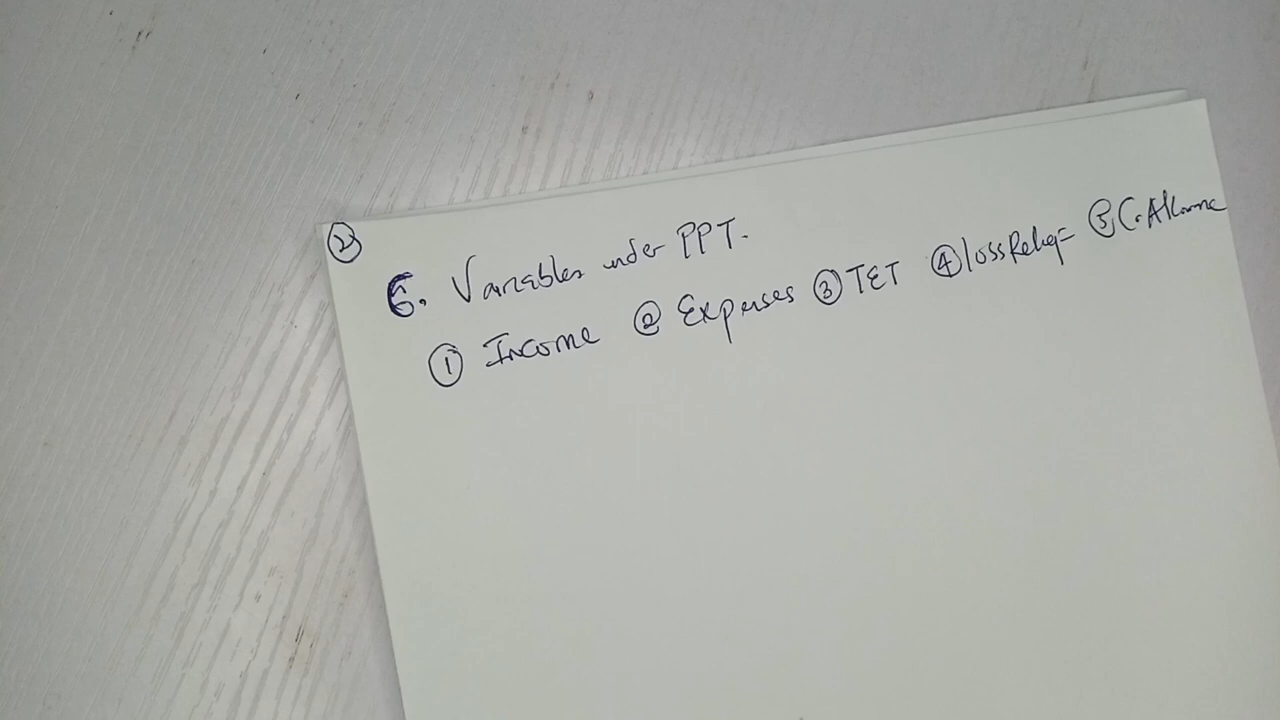 ②
6. Variables under PPT.
① Income ② Expenses ③ TET ④ loss Relief ⑤ C. Allowance